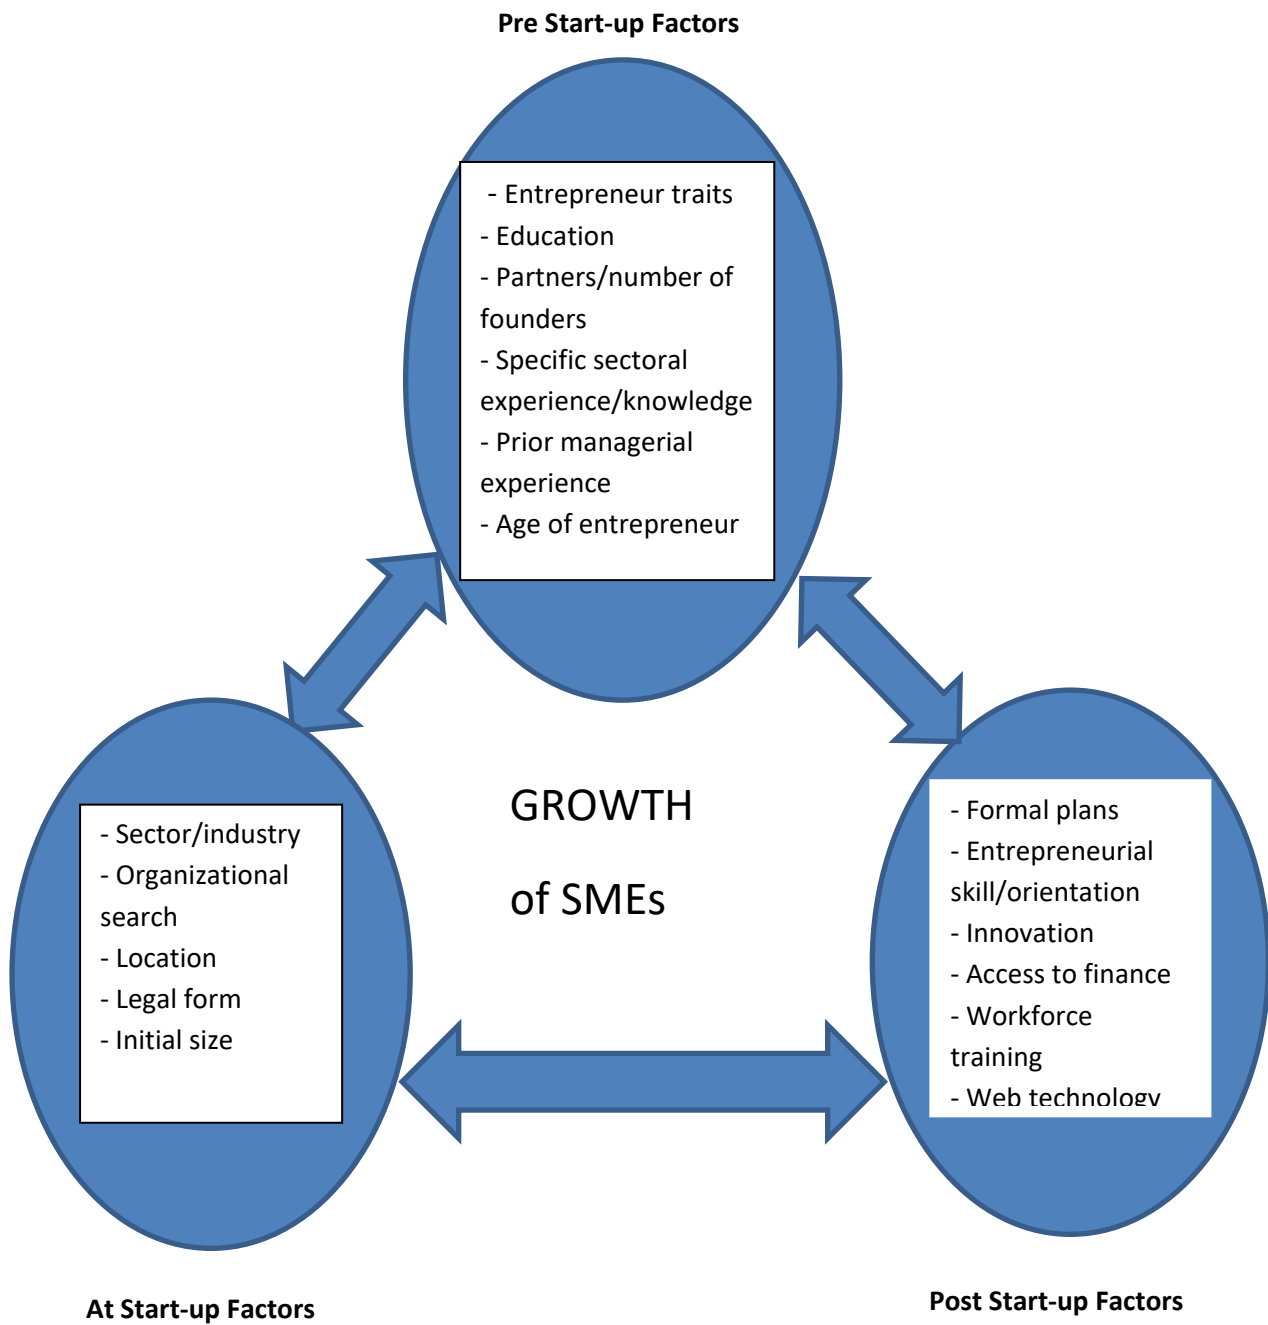 Pre Start-up Factors
- Entrepreneur traits
- Education
- Partners/number of
founders
- Specific sectoral
experience/knowledge
- Prior managerial
experience
- Age of entrepreneur
GROWTH
of SMEs
- Sector/industry
- Organizational
search
- Location
- Legal form
- Initial size
- Formal plans
- Entrepreneurial
skill/orientation
- Innovation
- Access to finance
- Workforce
training
- Web technology
At Start-up Factors
Post Start-up Factors